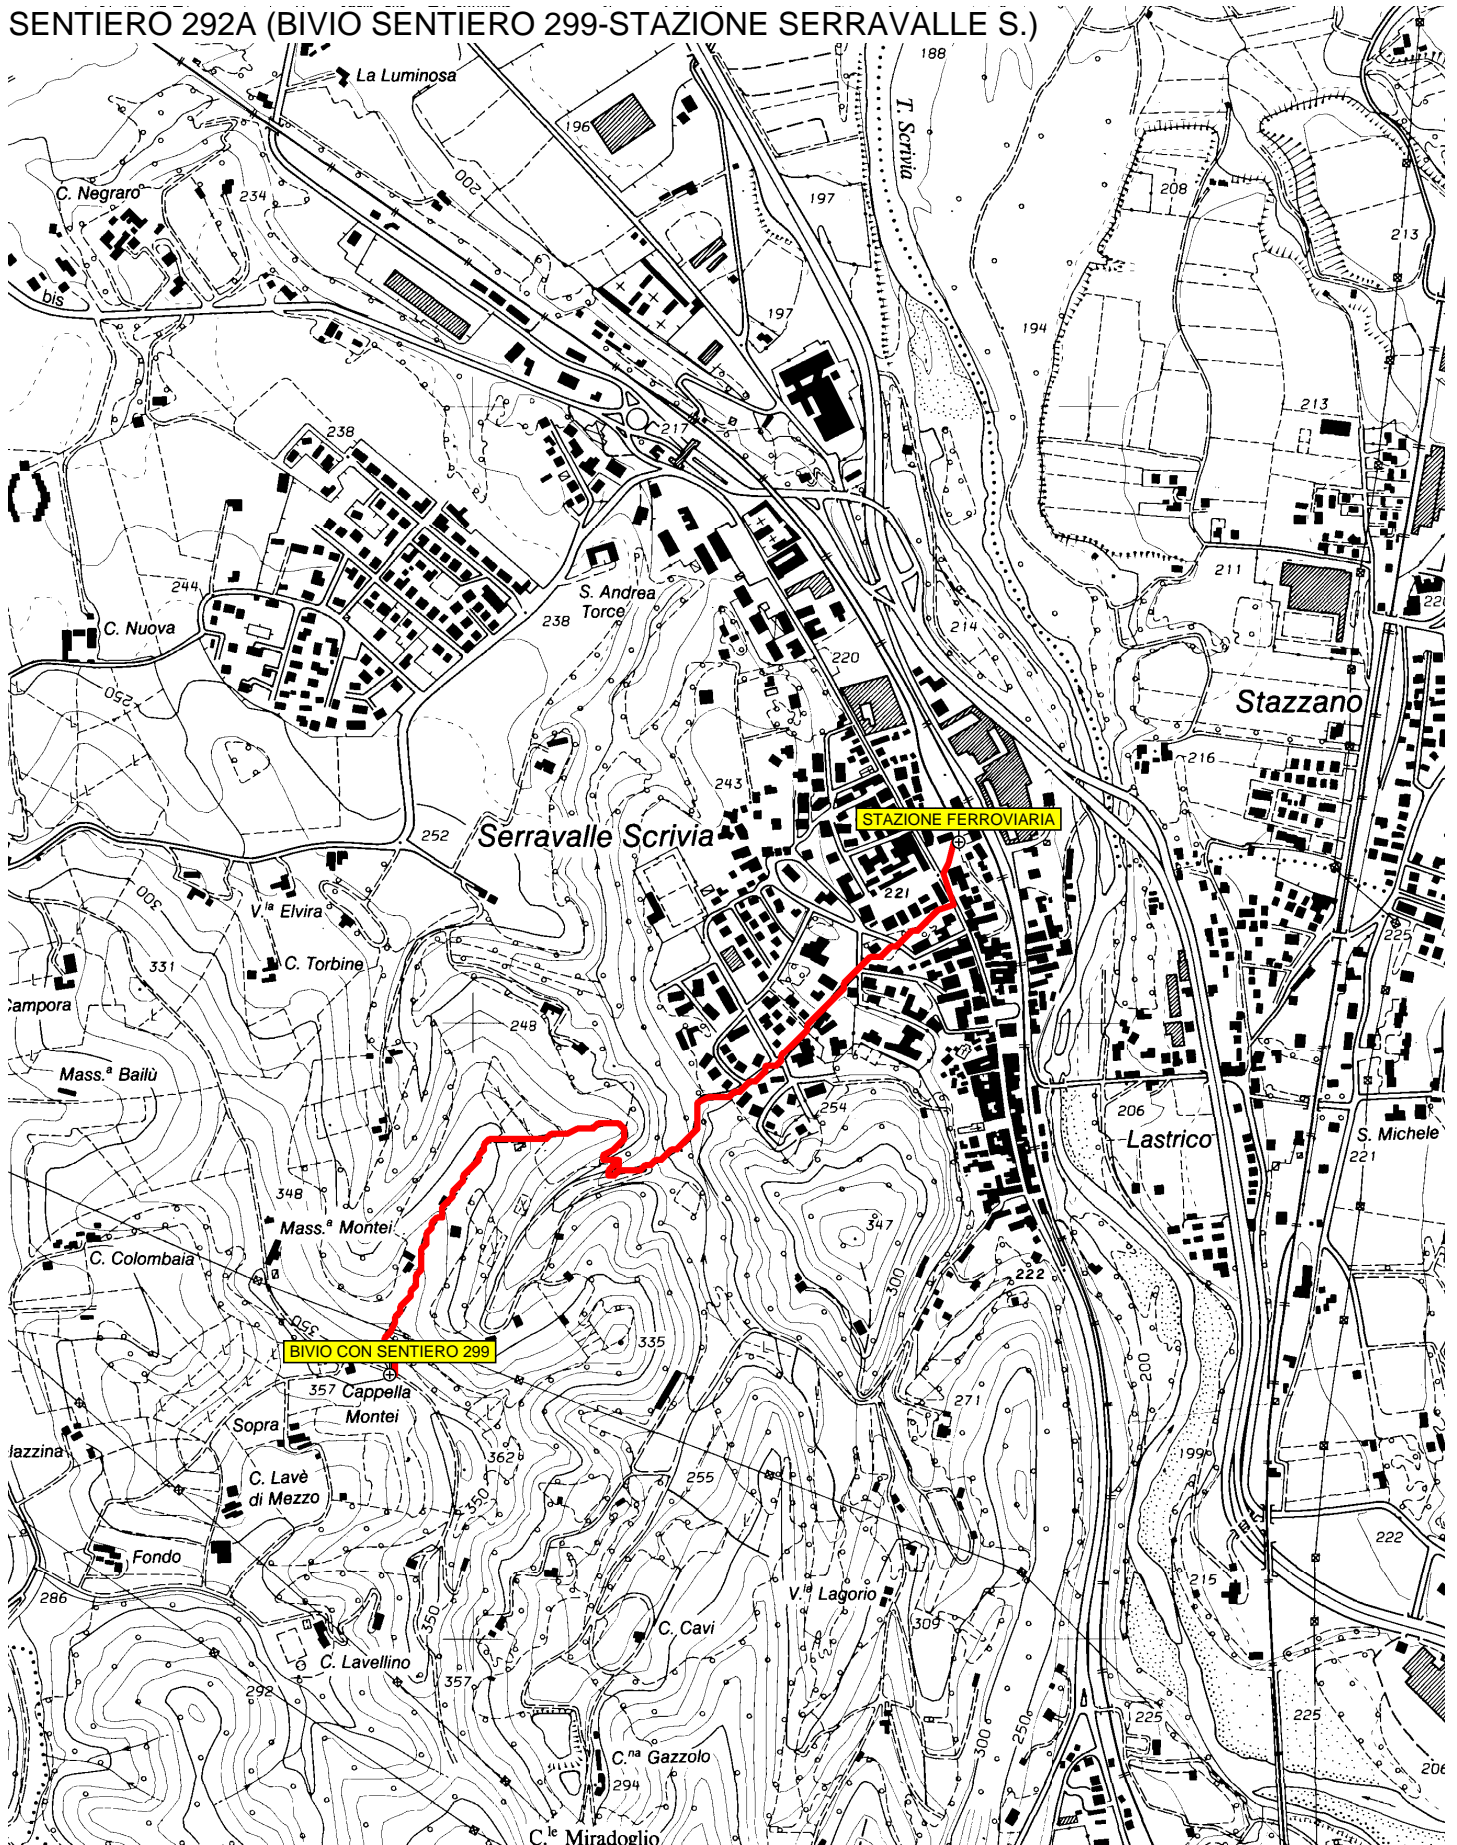 SENTIERO 292A (BIVIO SENTIERO 299-STAZIONE SERRAVALLE S.)
188
La Luminosa
T. Scrivia
196
200
C. Negraro
234
208
197
213
bis
197
194
213
238
217
244
S. Andrea
Torce
211
C. Nuova
238
214
220
250
Stazzano
216
243
STAZIONE FERROVIARIA
252
Serravalle Scrivia
300
221
V.la Elvira
225
331
C. Torbine
Campora
248
Mass.a Bailù
254
206
Lastrico
S. Michele
221
348
Mass.a Montei
347
C. Colombaia
300
222
350
335
200
BIVIO CON SENTIERO 299
357 Cappella
Montei
271
Sopra
lazzina
362
199
C. Lavè
di Mezzo
350
255
222
Fondo
215
286
V.la Lagorio
350
309
C. Cavi
C. Lavellino
292
357
225
225
300
250
C.na Gazzolo
294
206
C.le Miradoglio